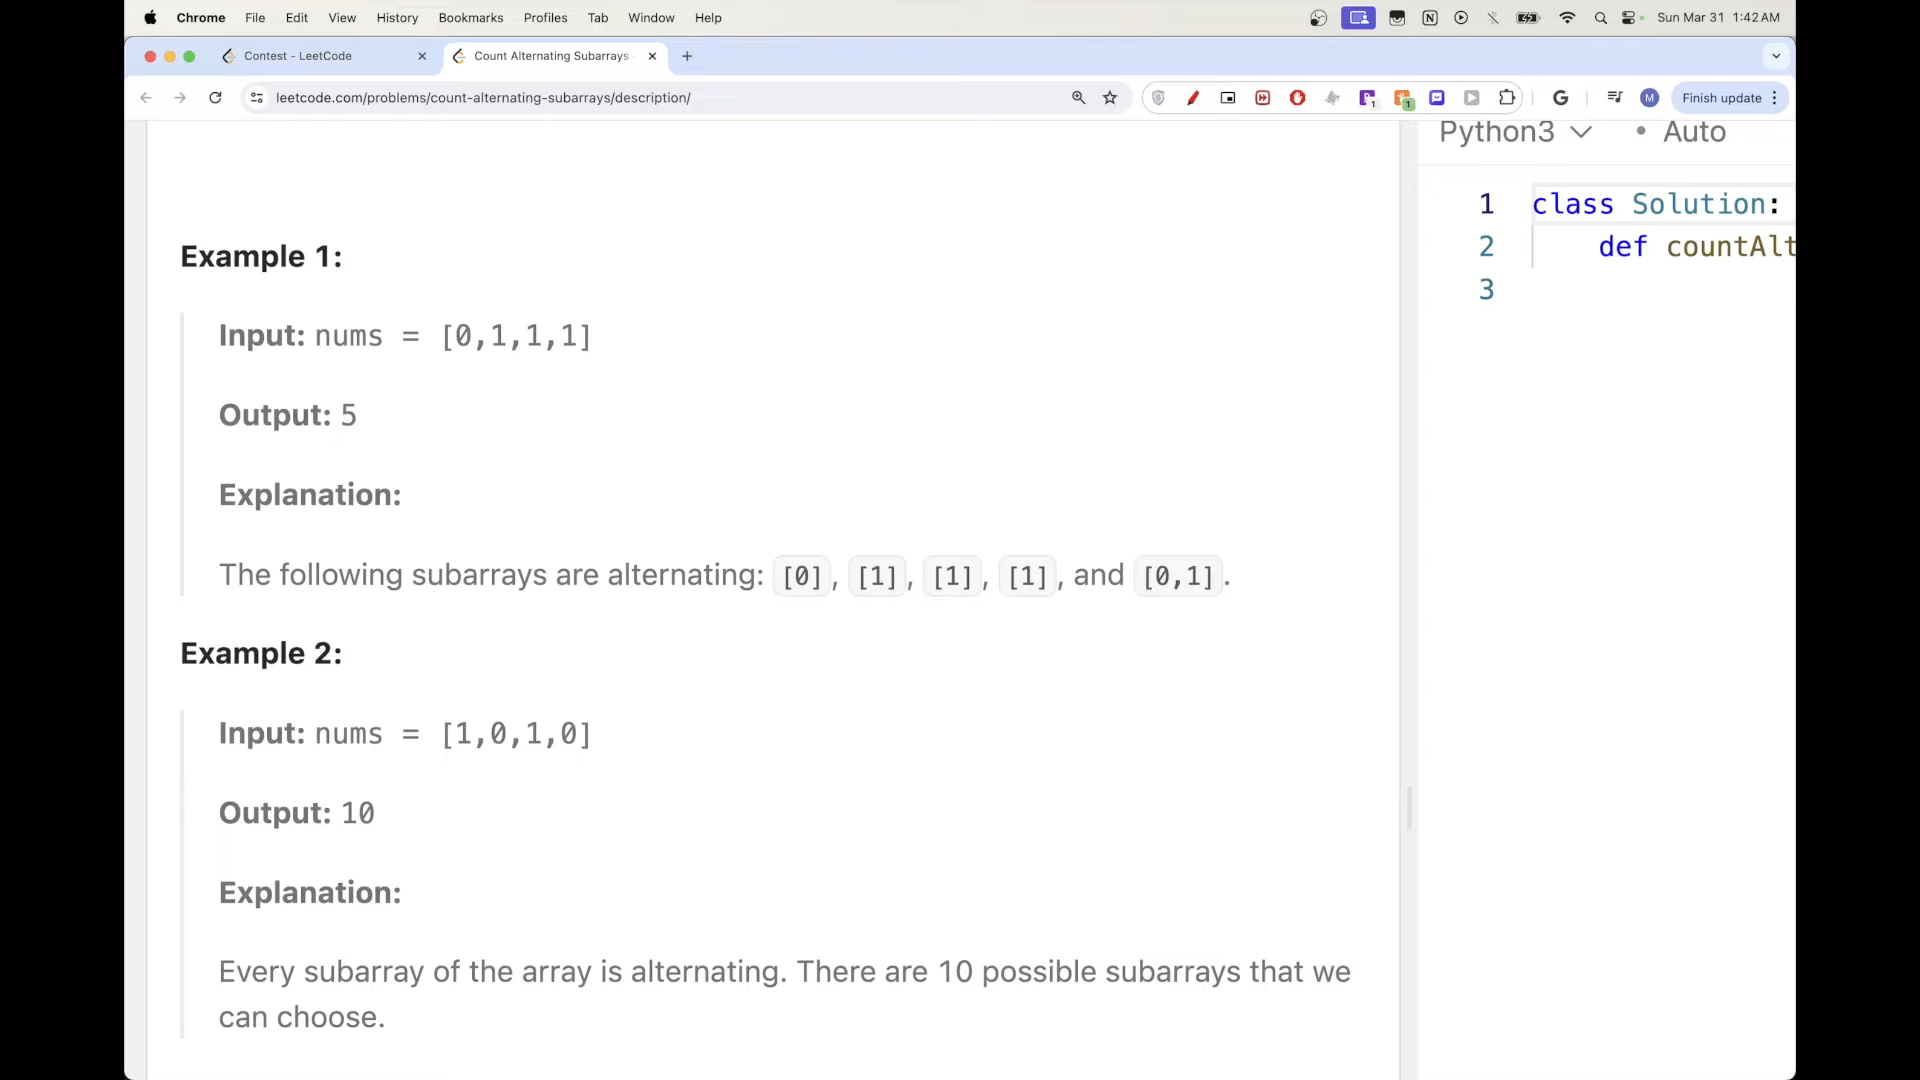 Chrome File Edit View History Bookmarks Profiles Tab Window Help Sun Mar 31 1:42 AM
Contest - LeetCode Count Alternating Subarrays
leetcode.com/problems/count-alternating-subarrays/description/ 1 1 G M Finish update
Python3 Auto
1 class Solution:
2 def countAlt
3
Example 1:
Input: nums = [0,1,1,1]
Output: 5
Explanation:
The following subarrays are alternating: [0], [1], [1], [1], and [0,1].
Example 2:
Input: nums = [1,0,1,0]
Output: 10
Explanation:
Every subarray of the array is alternating. There are 10 possible subarrays that we
can choose.